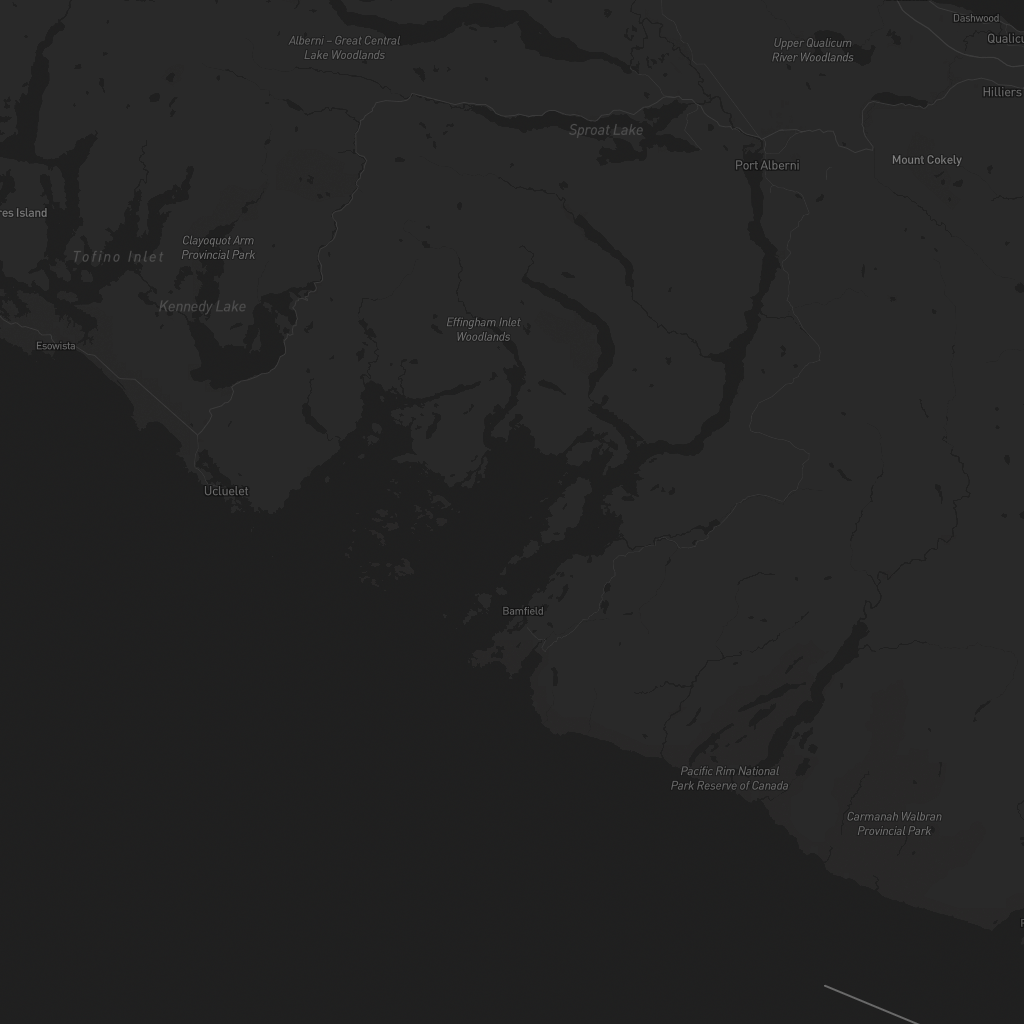 Dashwood
Alberni – Great Central
Lake Woodlands
Upper Qualicum
River Woodlands
Hilliers
Sproat Lake
Port Alberni
Mount Cokely
Island
Clayoquot Arm
Provincial Park
Tofino Inlet
Kennedy Lake
Effingham Inlet
Woodlands
Esowista
Ucluelet
Bamfield
Pacific Rim National
Park Reserve of Canada
Carmanah Walbran
Provincial Park